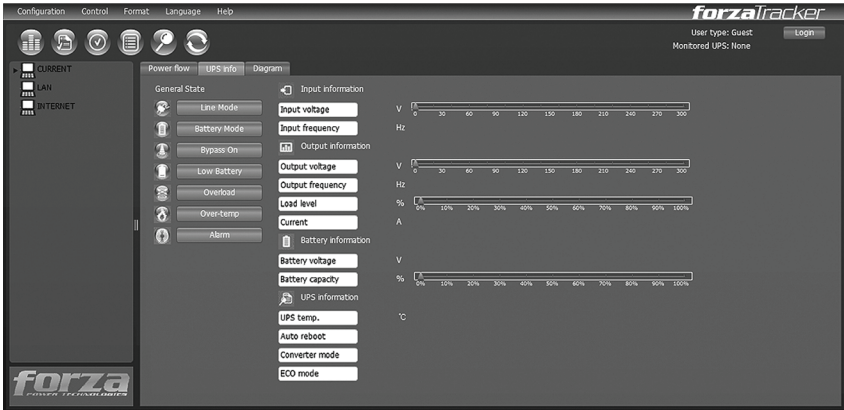 Configuration Control Format Language Help
forzaTracker
User type: Guest
Login
Monitored UPS: None
CURRENT
LAN
INTERNET
Power flow UPS info Diagram
General State
Line Mode
Battery Mode
Bypass On
Low Battery
Overload
Over-temp
Alarm
Input information
Input voltage V 0 30 60 90 120 150 180 210 240 270 300
Input frequency Hz
Output information
Output voltage V 0 30 60 90 120 150 180 210 240 270 300
Output frequency Hz
Load level % 0% 10% 20% 30% 40% 50% 60% 70% 80% 90% 100%
Current A
Battery information
Battery voltage V
Battery capacity % 0% 10% 20% 30% 40% 50% 60% 70% 80% 90% 100%
UPS information
UPS temp. °C
Auto reboot
Converter mode
ECO mode
forza
POWER TECHNOLOGIES